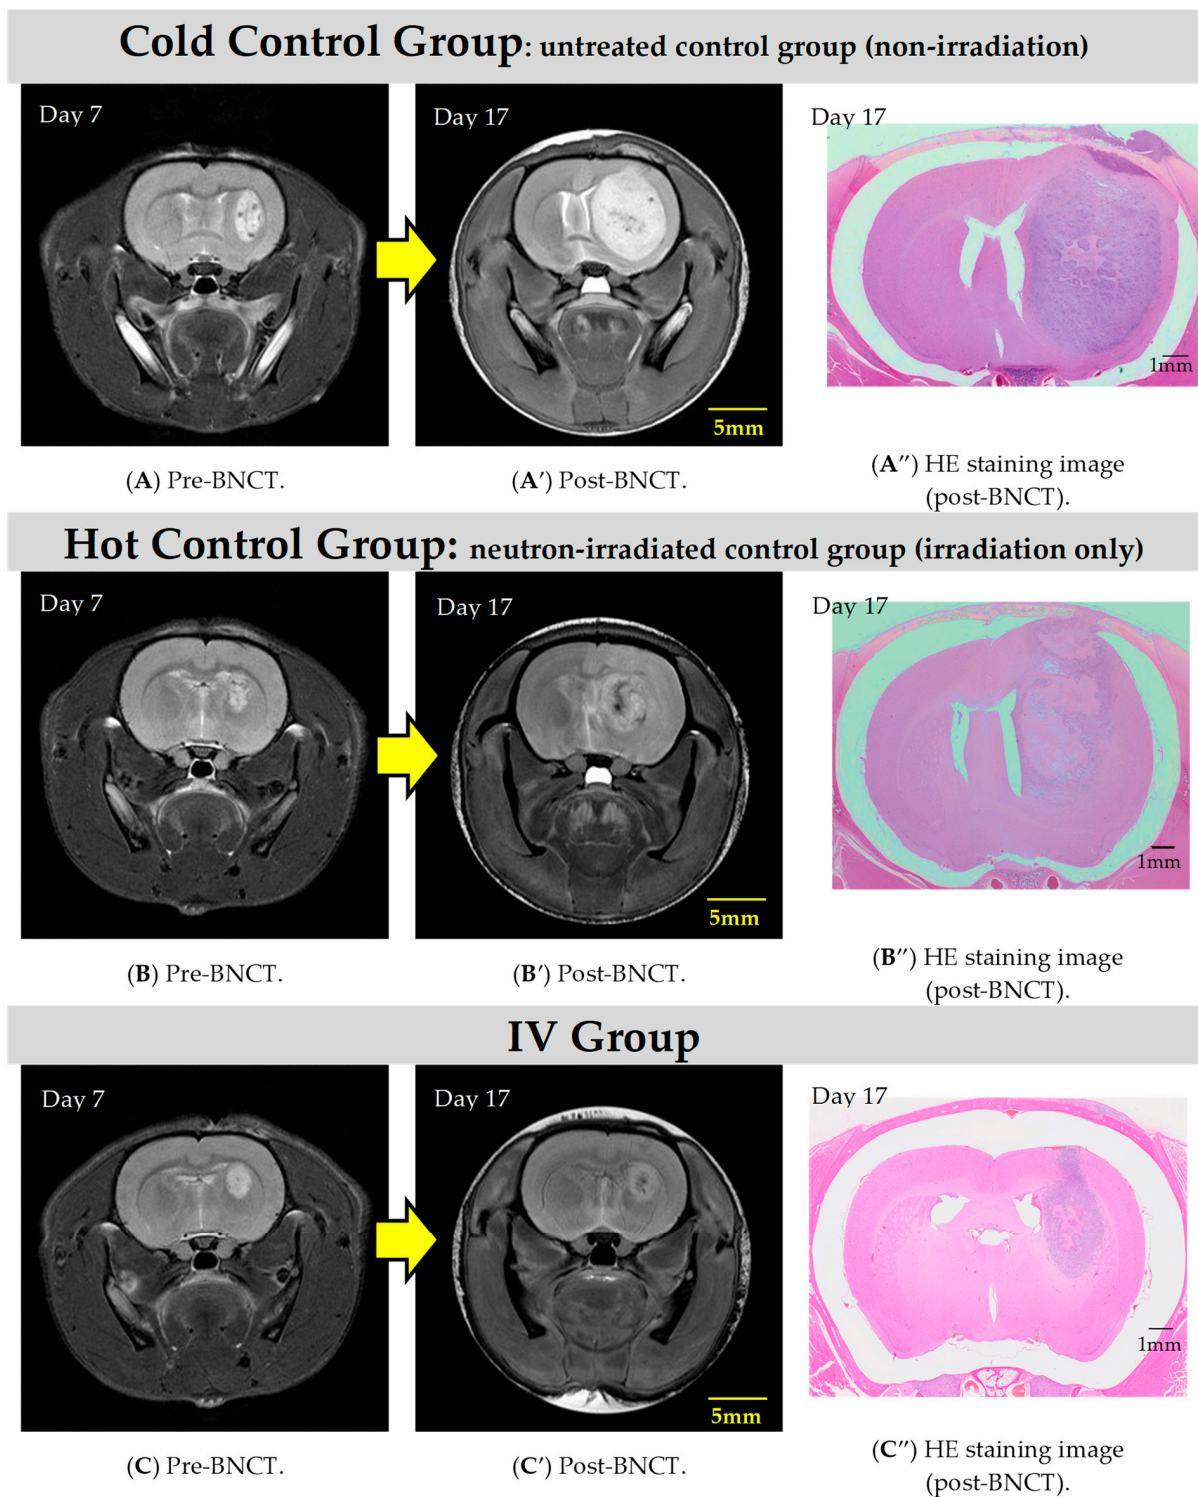 Cold Control Group: untreated control group (non-irradiation)
Day 7
Day 17
Day 17
5mm
1mm
(A) Pre-BNCT.
(A′) Post-BNCT.
(A″) HE staining image
(post-BNCT).
Hot Control Group: neutron-irradiated control group (irradiation only)
Day 7
Day 17
Day 17
5mm
1mm
(B) Pre-BNCT.
(B′) Post-BNCT.
(B″) HE staining image
(post-BNCT).
IV Group
Day 7
Day 17
Day 17
5mm
1mm
(C) Pre-BNCT.
(C′) Post-BNCT.
(C″) HE staining image
(post-BNCT).